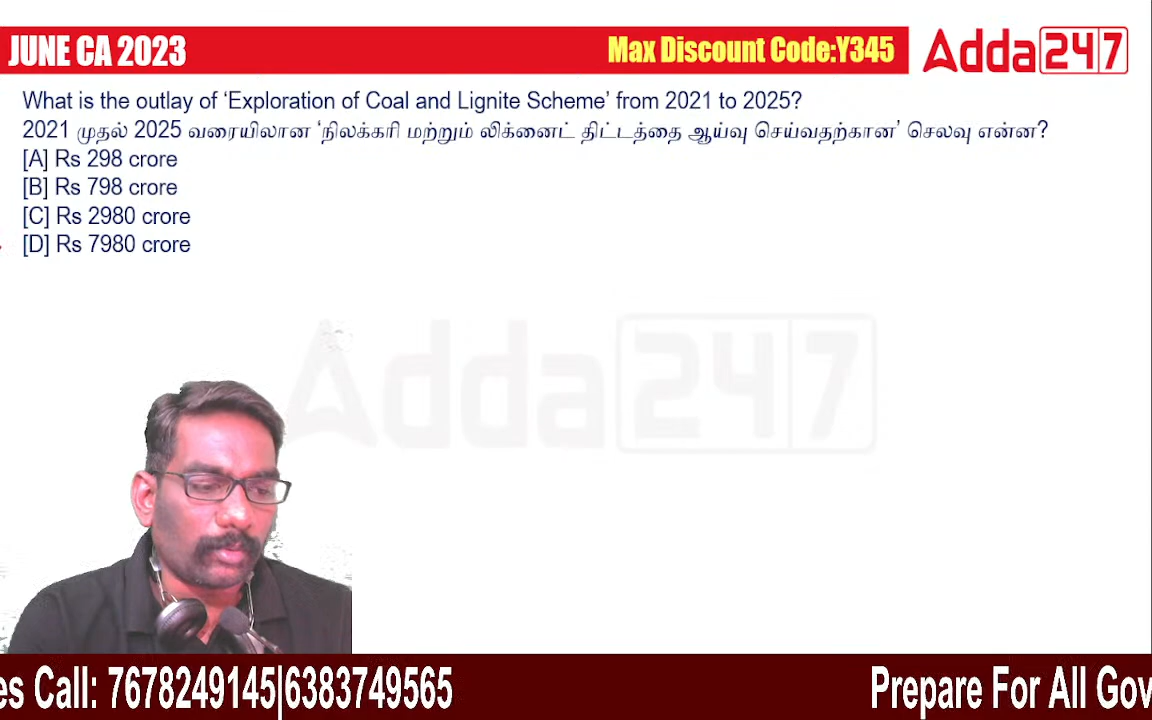 JUNE CA 2023
Max Discount Code:Y345
Adda247
What is the outlay of ‘Exploration of Coal and Lignite Scheme’ from 2021 to 2025?
2021 முதல் 2025 வரையிலான ‘நிலக்கரி மற்றும் லிக்னைட் திட்டத்தை ஆய்வு செய்வதற்கான’ செலவு என்ன?
[A] Rs 298 crore
[B] Rs 798 crore
[C] Rs 2980 crore
[D] Rs 7980 crore
Adda247
es Call: 7678249145|6383749565
Prepare For All Gov